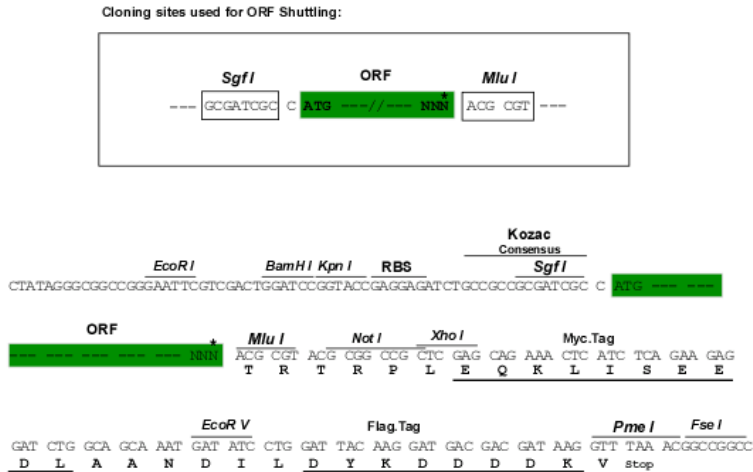 Cloning sites used for ORF Shuttling:
Sgf I ORF Mlu I
--- GCGATCGC C ATG ---//--- NNN* ACG CGT ---
Kozac
Consensus
EcoR I BamH I Kpn I RBS Sgf I
CTATAGGGCGGCCGGGAATTCGTCGACTGGATCCGGTACCGAGGAGATCTGCCGCCGCGATCGC C ATG --- ---
ORF
Mlu I Not I Xho I Myc.Tag
--- --- --- --- --- NNN* ACG CGT ACG CGG CCG CTC GAG CAG AAA CTC ATC TCA GAA GAG
T R T R P L E Q K L I S E E
EcoR V Flag.Tag Pme I Fse I
GAT CTG GCA GCA AAT GAT ATC CTG GAT TAC AAG GAT GAC GAC GAT AAG GTT TAA ACGGCCGGCC
D L A A N D I L D Y K D D D D K V Stop